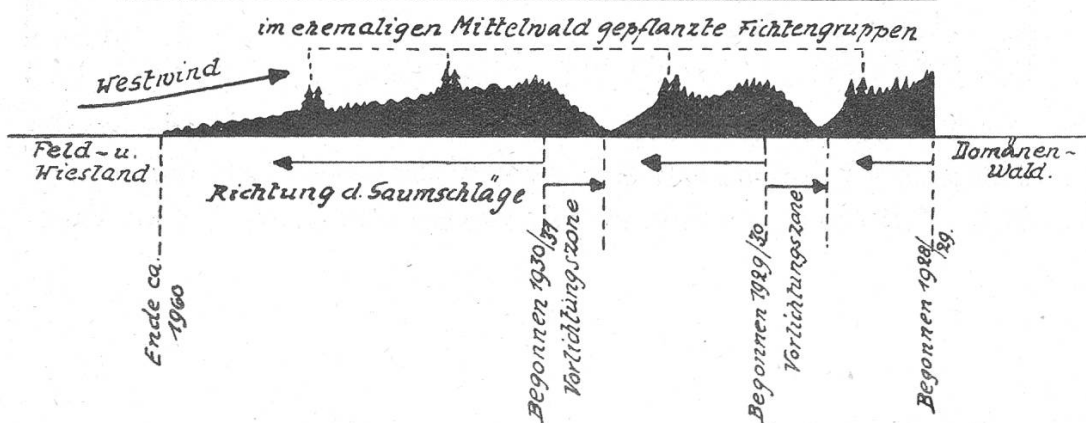 im ehemaligen Mittelwald gepflanzte Fichtengruppen
Westwind
Feld- u.
Wiesland
Domänen-
Wald.
Richtung d. Saumschläge
Ende ca.
1960
Begonnen 1930/31
Vorlichtungszone
Begonnen 1929/30
Vorlichtungszone
Begonnen 1928/29.